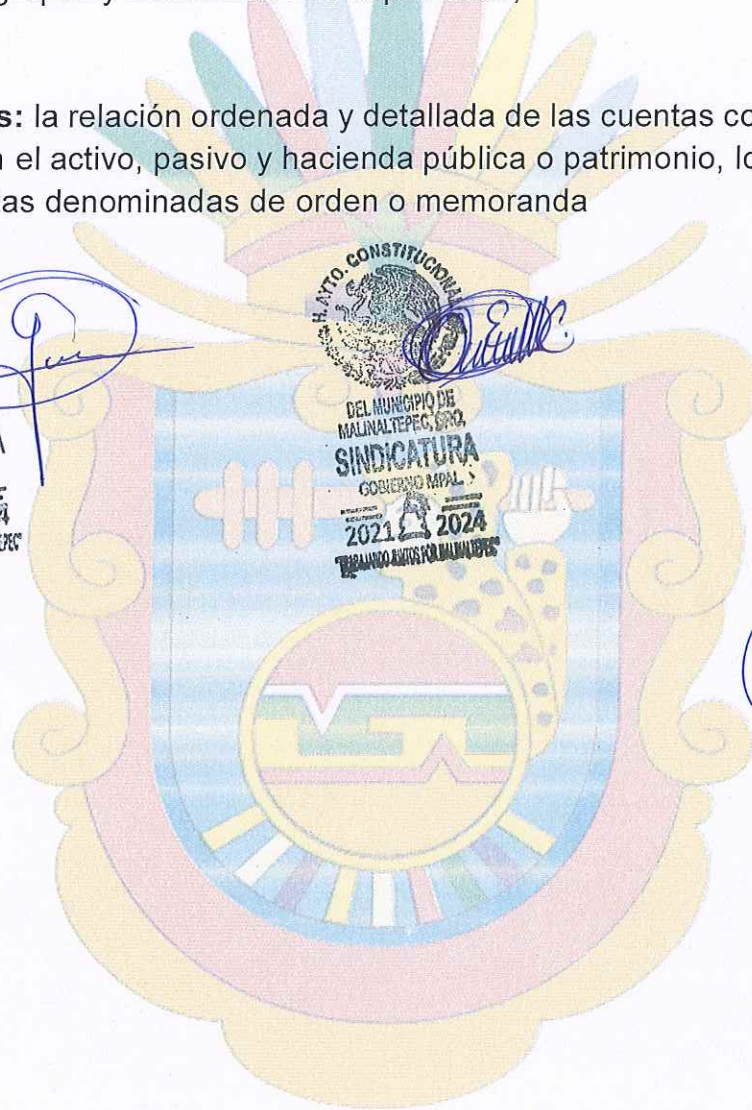 s: la relación ordenada y detallada de las cuentas co
el activo, pasivo y hacienda pública o patrimonio, lo
as denominadas de orden o memoranda
H. AYTO. CONSTITUCIONAL
DEL MUNICIPIO DE
MALINALTEPEC, GRO.
SINDICATURA
GOBIERNO MPAL.
2021 2024
"TRABAJANDO JUNTOS POR MALINALTEPEC"